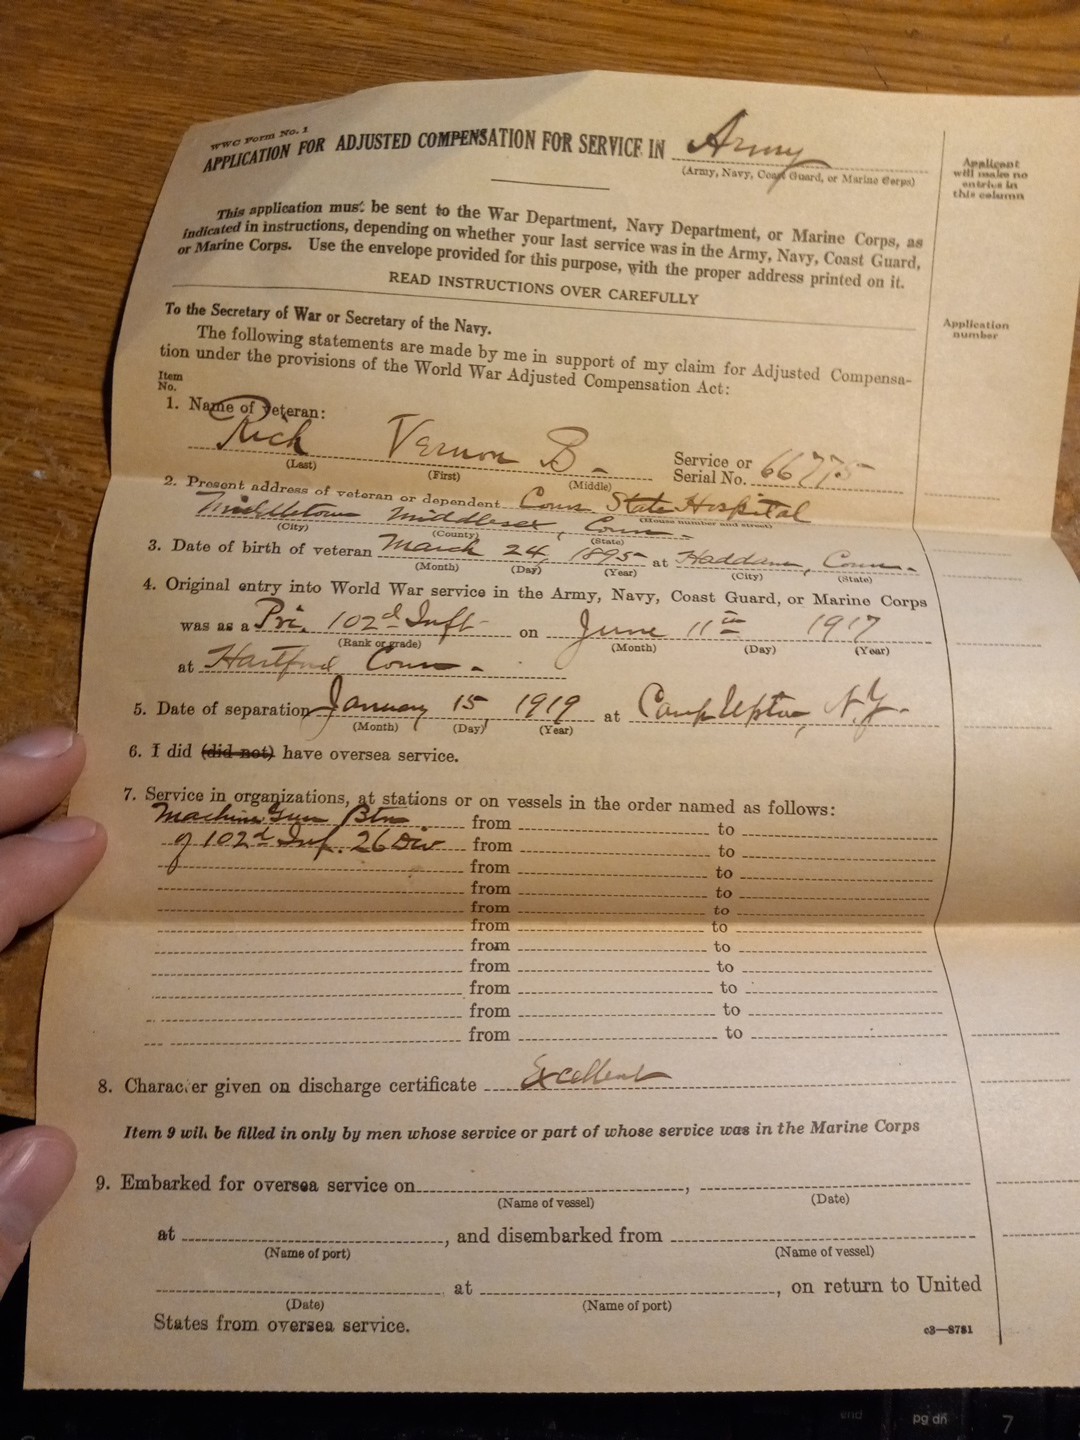 WWC Form No. 1
APPLICATION FOR ADJUSTED COMPENSATION FOR SERVICE IN Army
(Army, Navy, Coast Guard, or Marine Corps)
Applicant
will make no
entries in
this column
This application must be sent to the War Department, Navy Department, or Marine Corps, as
indicated in instructions, depending on whether your last service was in the Army, Navy, Coast Guard,
or Marine Corps. Use the envelope provided for this purpose, with the proper address printed on it.
READ INSTRUCTIONS OVER CAREFULLY
To the Secretary of War or Secretary of the Navy.
Application
number
The following statements are made by me in support of my claim for Adjusted Compensa-
tion under the provisions of the World War Adjusted Compensation Act:
Item
No.
1. Name of veteran:
Rich Vernon B. Service or
Serial No. 66775
(Last) (First) (Middle)
2. Present address of veteran or dependent Conn State Hospital
(House number and street)
Middletown Middlesex, Conn.
(City) (County) (State)
3. Date of birth of veteran March 24, 1895 at Haddam, Conn.
(Month) (Day) (Year) (City) (State)
4. Original entry into World War service in the Army, Navy, Coast Guard, or Marine Corps
was as a Pri. 102d Inft on June 11th 1917
(Rank or grade) (Month) (Day) (Year)
at Hartford Conn.
5. Date of separation January 15, 1919 at Camp Upton, N.Y.
(Month) (Day) (Year)
6. I did (did not) have oversea service.
7. Service in organizations, at stations or on vessels in the order named as follows:
Machine Gun Btn from to
of 102d Inf. 26 Div from to
from to
from to
from to
from to
from to
from to
from to
from to
from to
8. Character given on discharge certificate Excellent
Item 9 will be filled in only by men whose service or part of whose service was in the Marine Corps
9. Embarked for oversea service on ,
(Name of vessel) (Date)
at , and disembarked from
(Name of port) (Name of vessel)
at , on return to United
(Date) (Name of port)
States from oversea service.
c3—8781
end pg dn 7